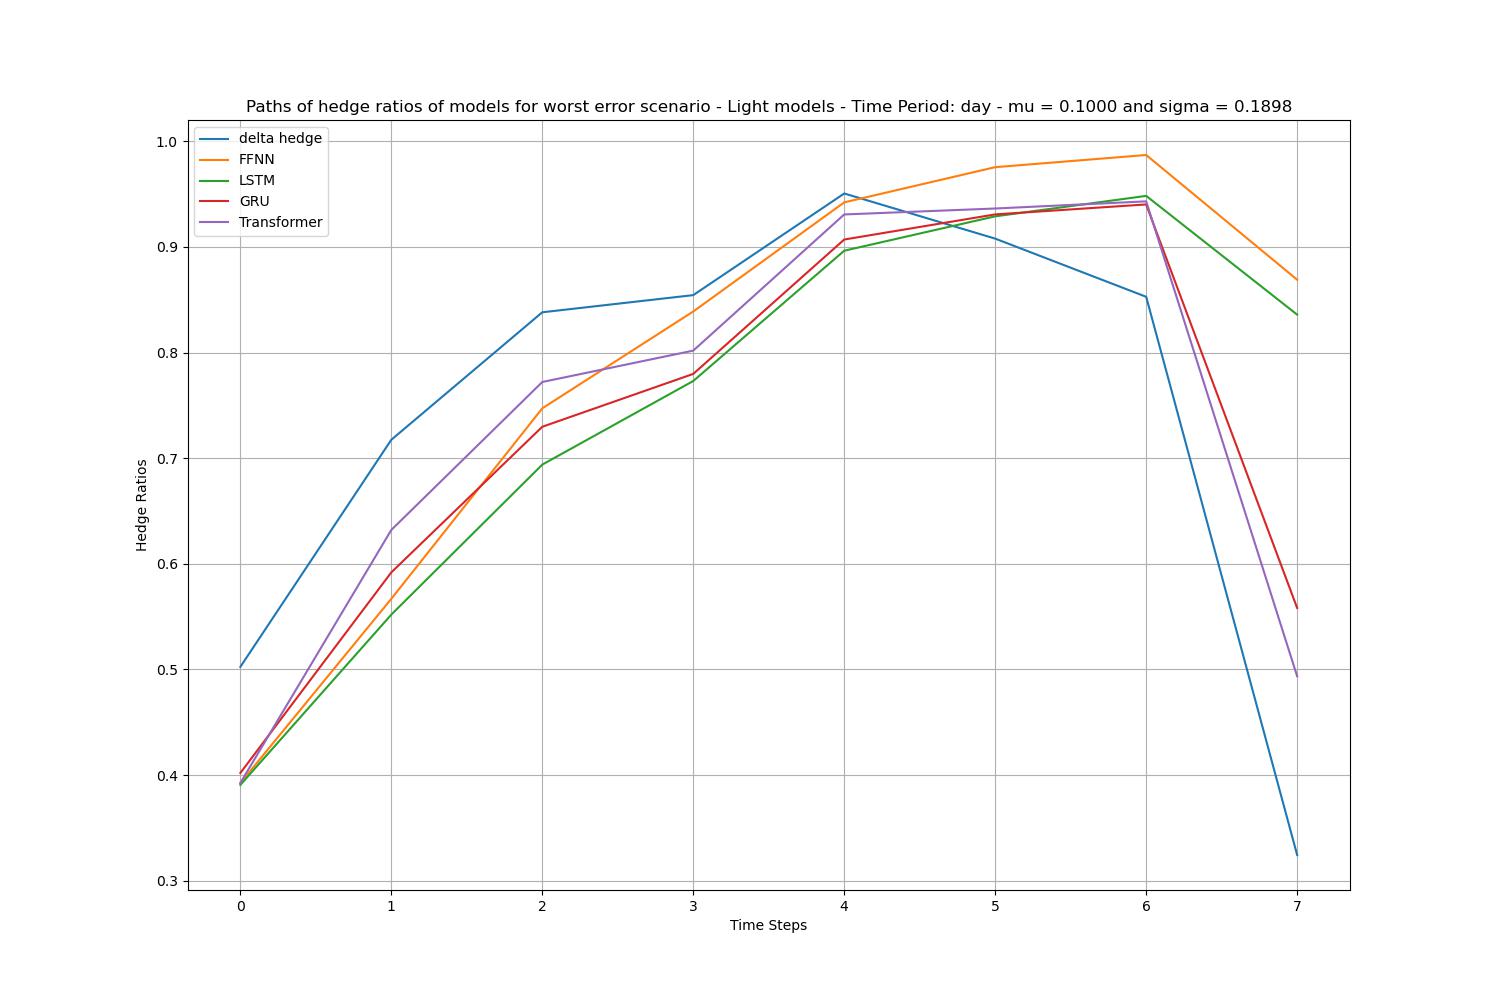 Paths of hedge ratios of models for worst error scenario - Light models - Time Period: day - mu = 0.1000 and sigma = 0.1898
delta hedge
FFNN
LSTM
GRU
Transformer
1.0
0.9
0.8
0.7
0.6
0.5
0.4
0.3
Hedge Ratios
0 1 2 3 4 5 6 7
Time Steps